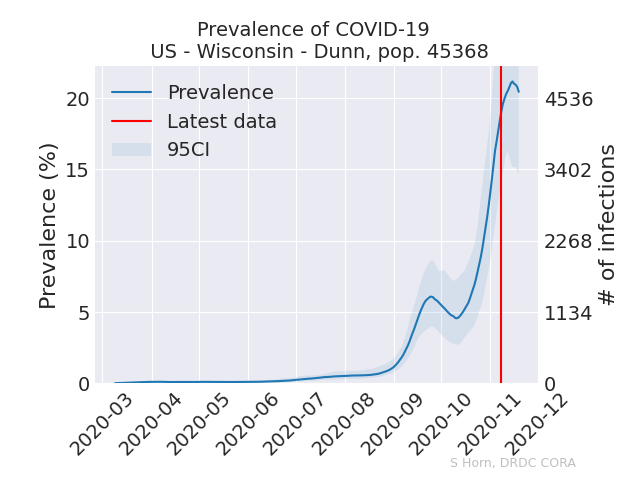 Prevalence of COVID-19
US - Wisconsin - Dunn, pop. 45368
Prevalence
Latest data
95CI
Prevalence (%)
20
15
10
5
0
4536
3402
2268
1134
0
# of infections
2020-03
2020-04
2020-05
2020-06
2020-07
2020-08
2020-09
2020-10
2020-11
2020-12
S Horn, DRDC CORA